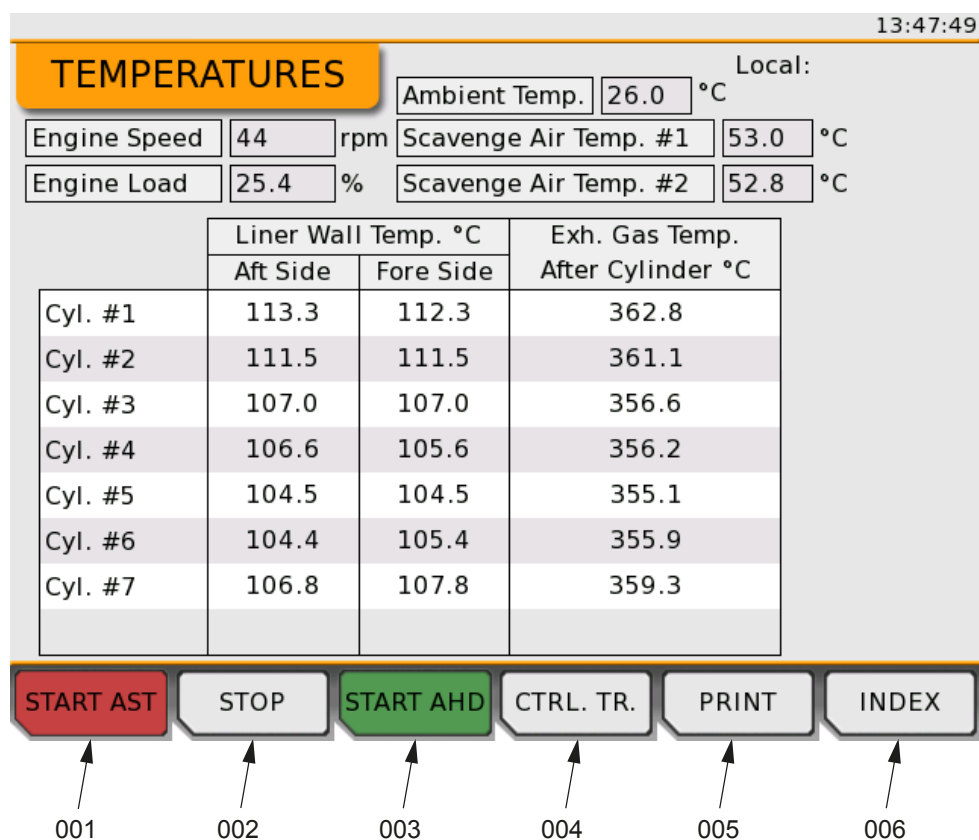 13:47:49
TEMPERATURES
Local:
Ambient Temp. 26.0 °C
Engine Speed 44 rpm Scavenge Air Temp. #1 53.0 °C
Engine Load 25.4 % Scavenge Air Temp. #2 52.8 °C
Liner Wall Temp. °C Exh. Gas Temp.
Aft Side Fore Side After Cylinder °C
Cyl. #1 113.3 112.3 362.8
Cyl. #2 111.5 111.5 361.1
Cyl. #3 107.0 107.0 356.6
Cyl. #4 106.6 105.6 356.2
Cyl. #5 104.5 104.5 355.1
Cyl. #6 104.4 105.4 355.9
Cyl. #7 106.8 107.8 359.3
START AST STOP START AHD CTRL. TR. PRINT INDEX
001 002 003 004 005 006